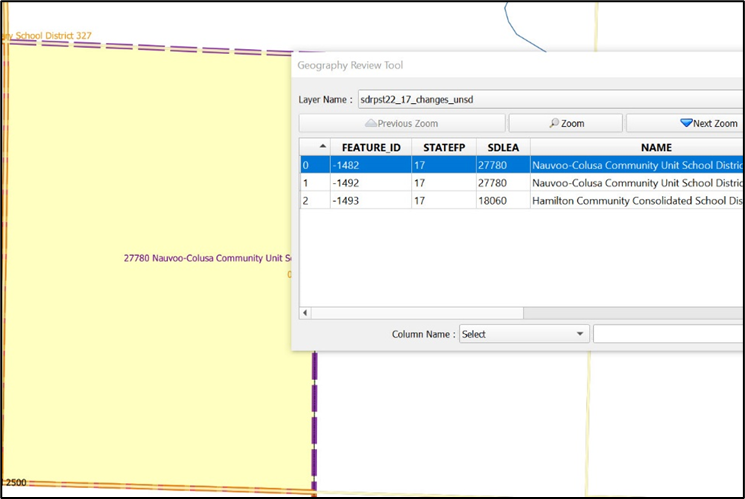 School District 327
Geography Review Tool
Layer Name : sdrpst22_17_changes_unsd
Previous Zoom Zoom Next Zoom
FEATURE_ID STATEFP SDLEA NAME
0 -1482 17 27780 Nauvoo-Colusa Community Unit School Distric
1 -1492 17 27780 Nauvoo-Colusa Community Unit School Distric
2 -1493 17 18060 Hamilton Community Consolidated School Dis
27780 Nauvoo-Colusa Community Unit Sc
0
Column Name : Select
2500